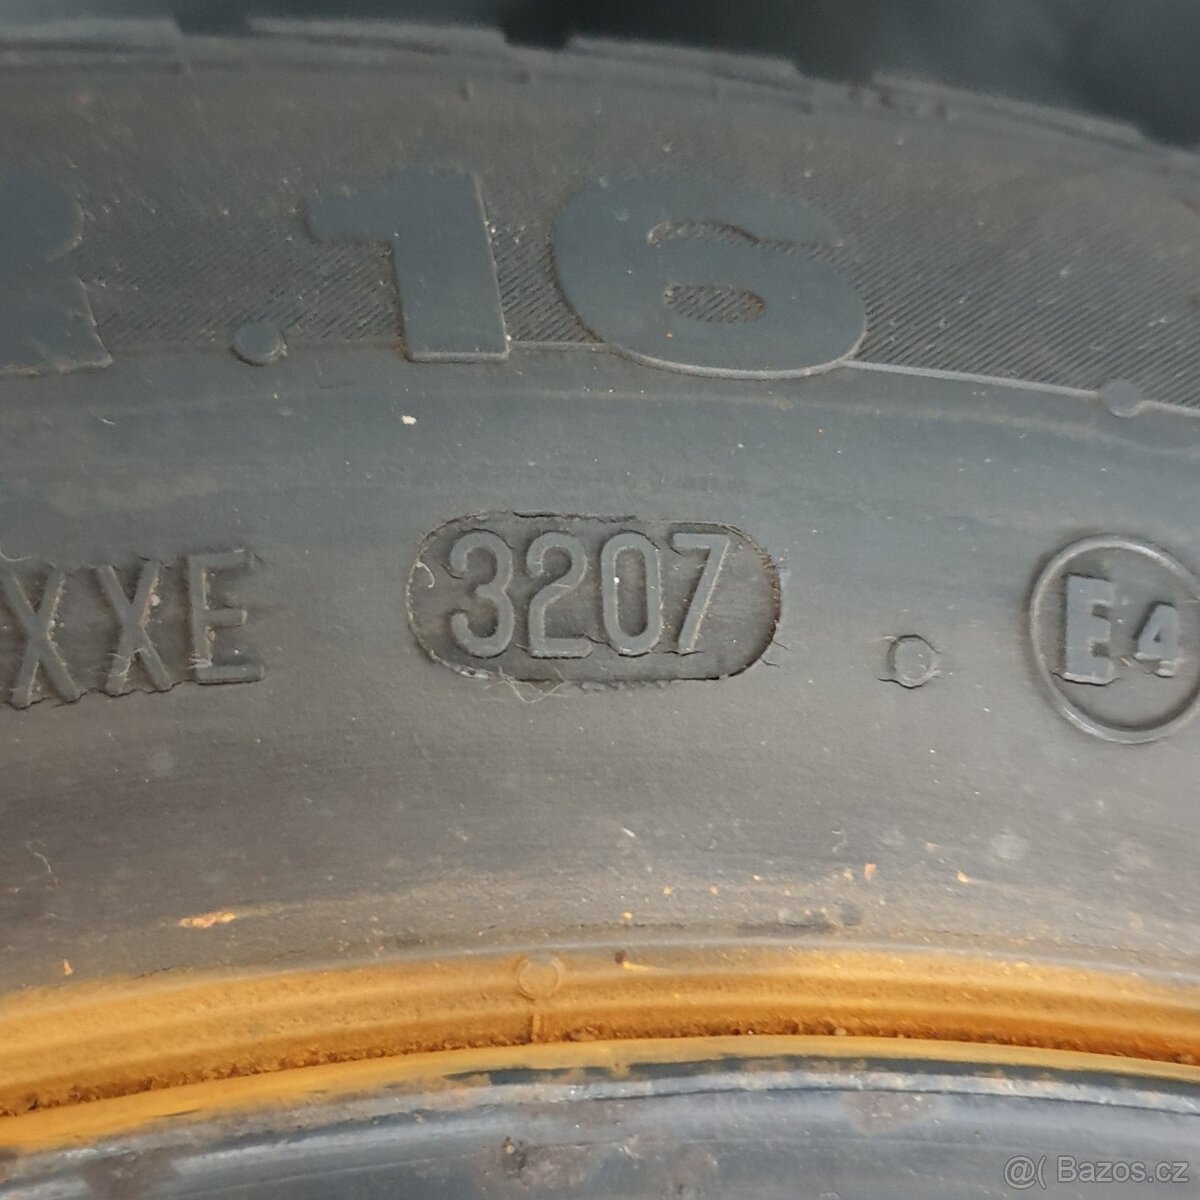 .16
XXE 3207 E4
@( Bazos.cz